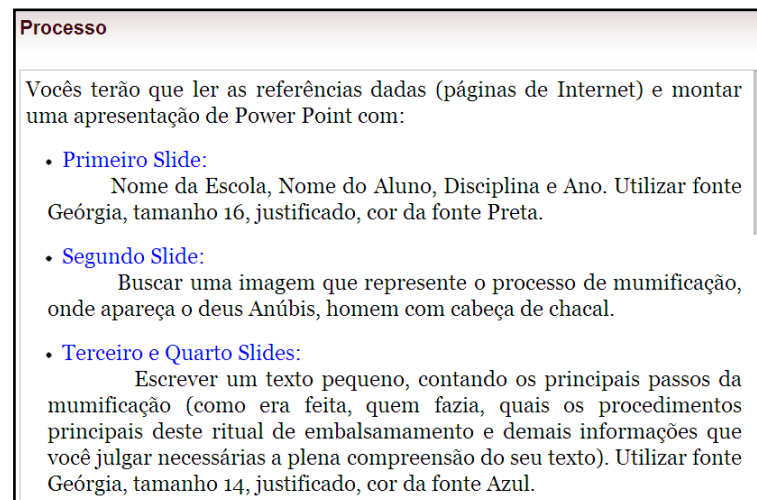 Processo
Vocês terão que ler as referências dadas (páginas de Internet) e montar
uma apresentação de Power Point com:
• Primeiro Slide:
Nome da Escola, Nome do Aluno, Disciplina e Ano. Utilizar fonte
Geórgia, tamanho 16, justificado, cor da fonte Preta.
• Segundo Slide:
Buscar uma imagem que represente o processo de mumificação,
onde apareça o deus Anúbis, homem com cabeça de chacal.
• Terceiro e Quarto Slides:
Escrever um texto pequeno, contando os principais passos da
mumificação (como era feita, quem fazia, quais os procedimentos
principais deste ritual de embalsamamento e demais informações que
você julgar necessárias a plena compreensão do seu texto). Utilizar fonte
Geórgia, tamanho 14, justificado, cor da fonte Azul.